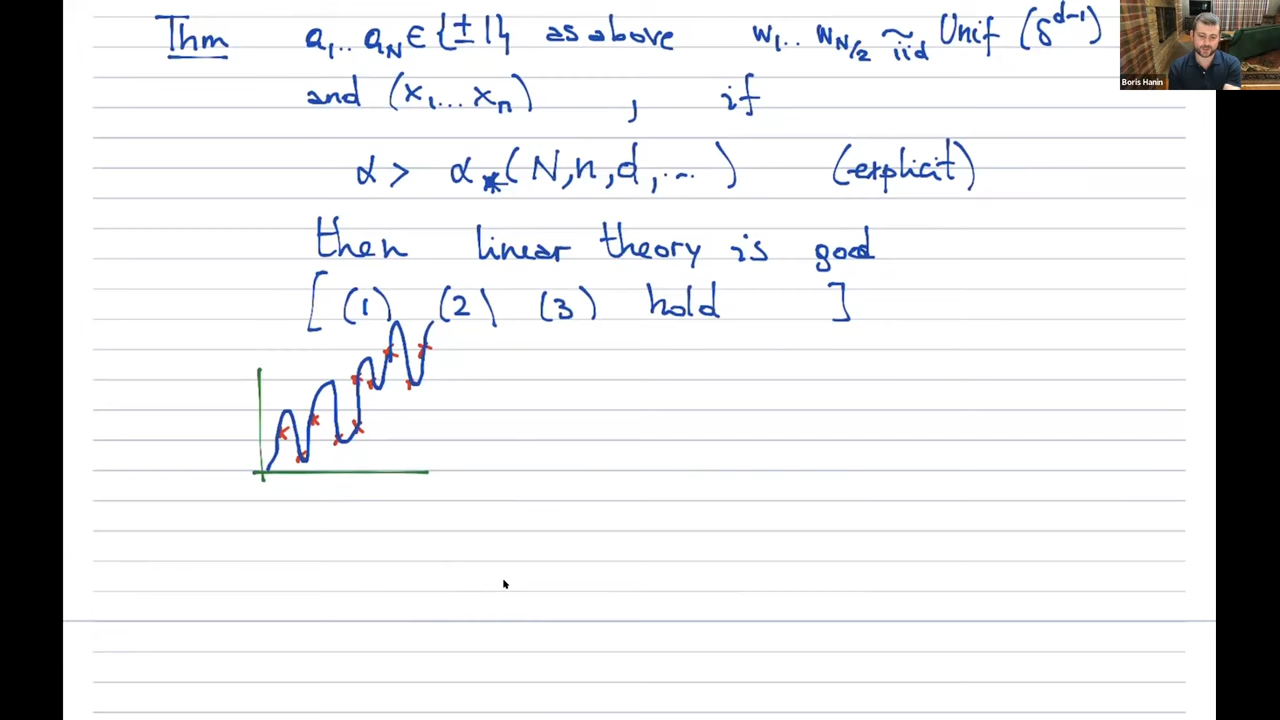 Thm a₁.. a_N ∈ {±1} as above w₁.. w_{N/2} ~iid Unif (S^{d-1})
Boris Hanin
and (x₁...x_n) , if
α > α_*(N,n,d,...) (explicit)
then linear theory is good
[ (1) (2) (3) hold ]